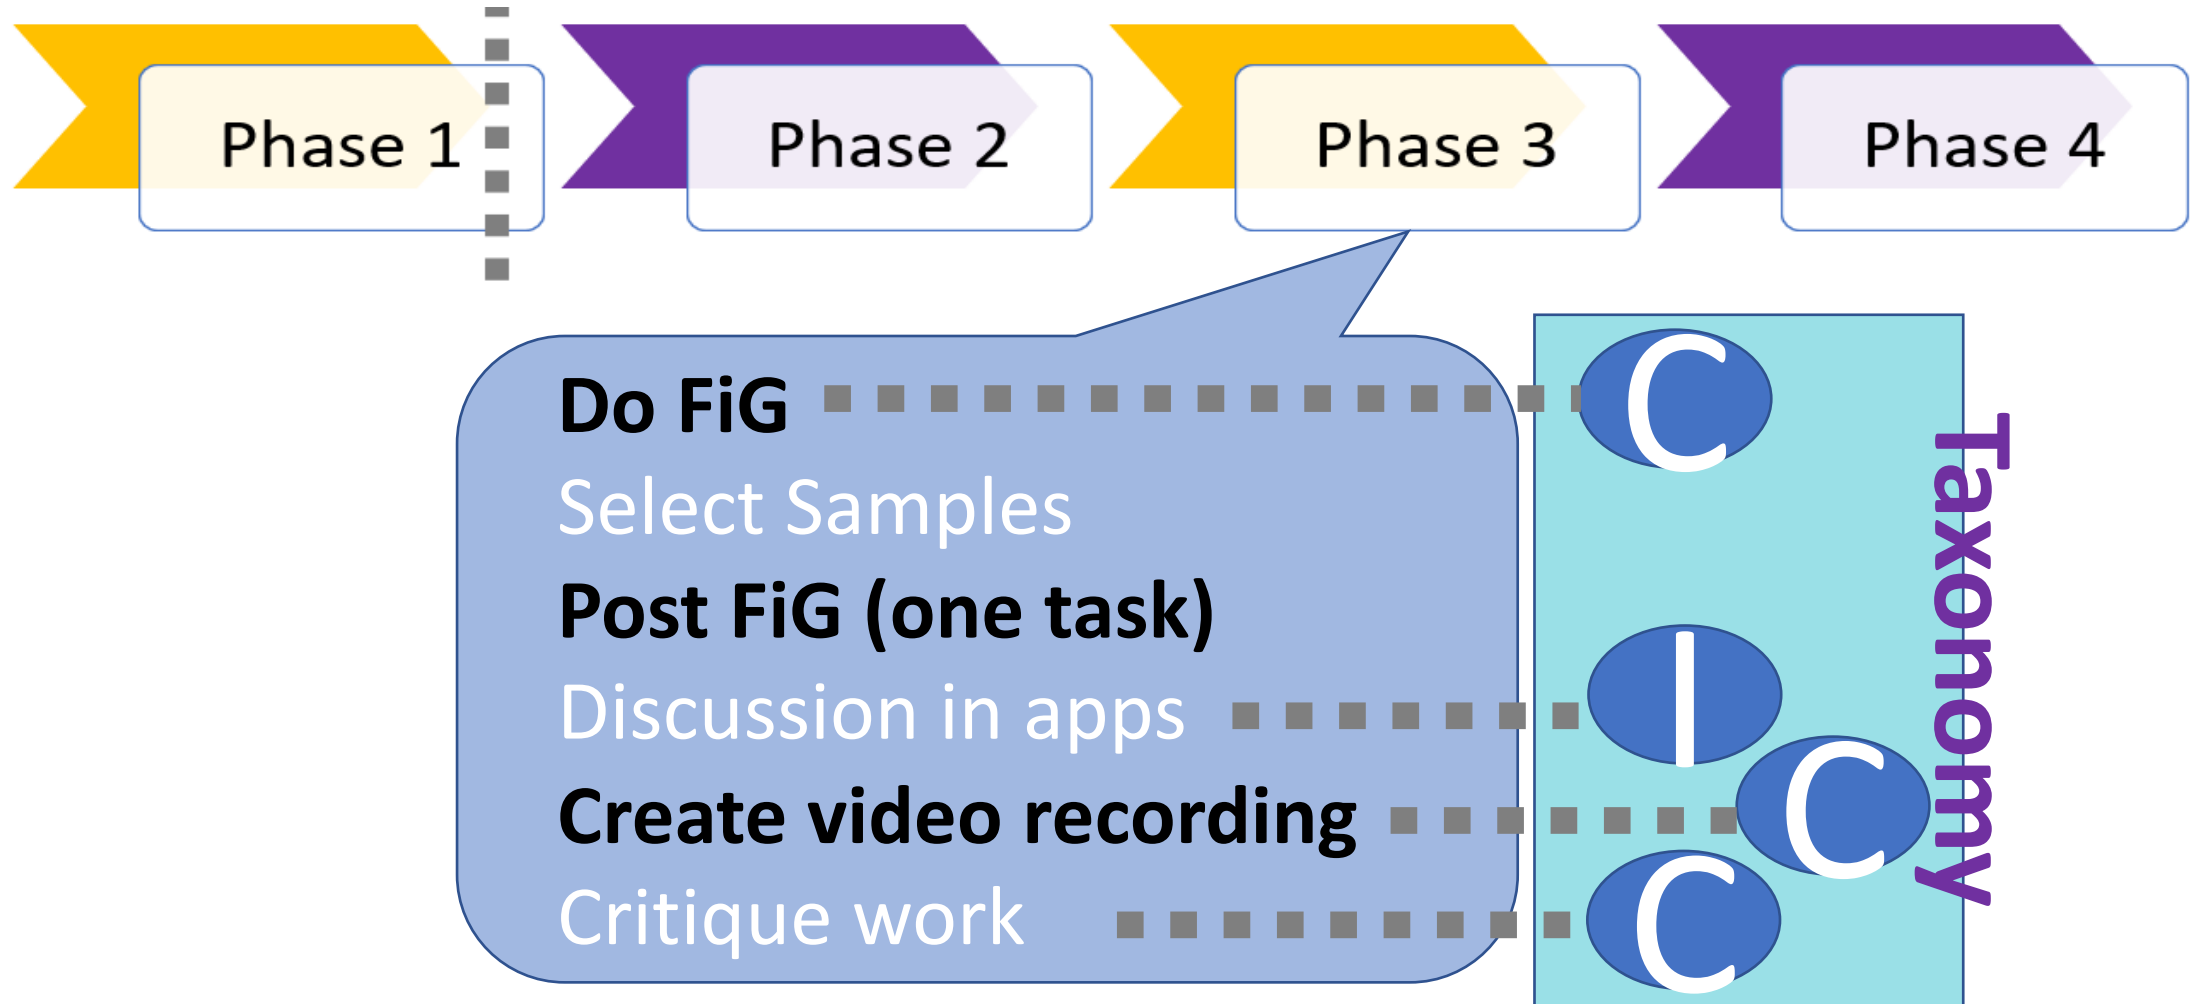 Phase 1
Phase 2
Phase 3
Phase 4
Do FiG
C
Select Samples
Post FiG (one task)
Discussion in apps
I
Create video recording
C
Critique work
C
Taxonomy